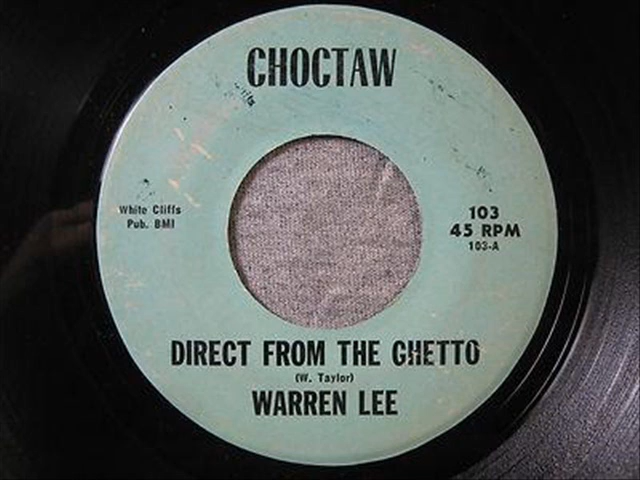 CHOCTAW
White Cliffs
Pub. BMI
103
45 RPM
103-A
DIRECT FROM THE GHETTO
(W. Taylor)
WARREN LEE